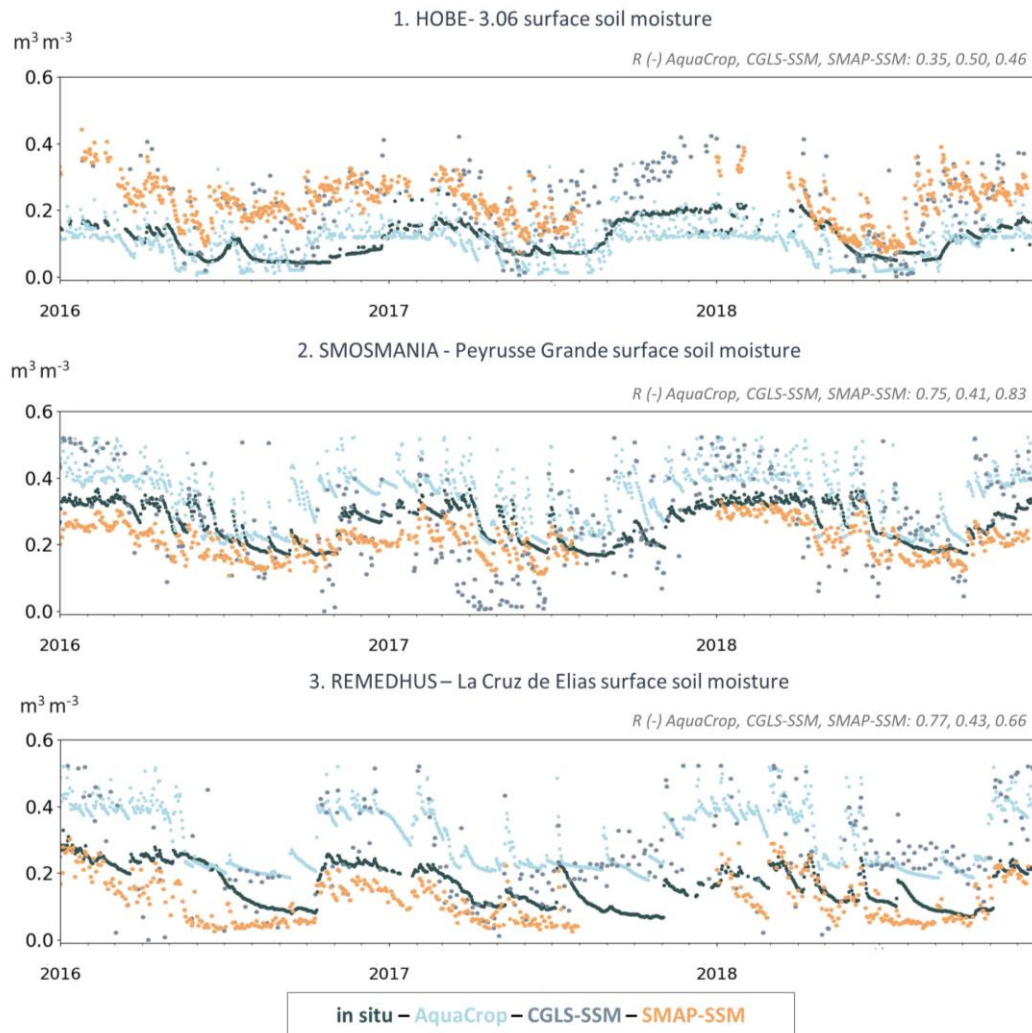 1. HOBE- 3.06 surface soil moisture
m³ m⁻³
R (-) AquaCrop, CGLS-SSM, SMAP-SSM: 0.35, 0.50, 0.46
0.6
0.4
0.2
0.0
2016 2017 2018
2. SMOSMANIA - Peyrusse Grande surface soil moisture
m³ m⁻³
R (-) AquaCrop, CGLS-SSM, SMAP-SSM: 0.75, 0.41, 0.83
0.6
0.4
0.2
0.0
2016 2017 2018
3. REMEDHUS – La Cruz de Elias surface soil moisture
m³ m⁻³
R (-) AquaCrop, CGLS-SSM, SMAP-SSM: 0.77, 0.43, 0.66
0.6
0.4
0.2
0.0
2016 2017 2018
in situ – AquaCrop – CGLS-SSM – SMAP-SSM